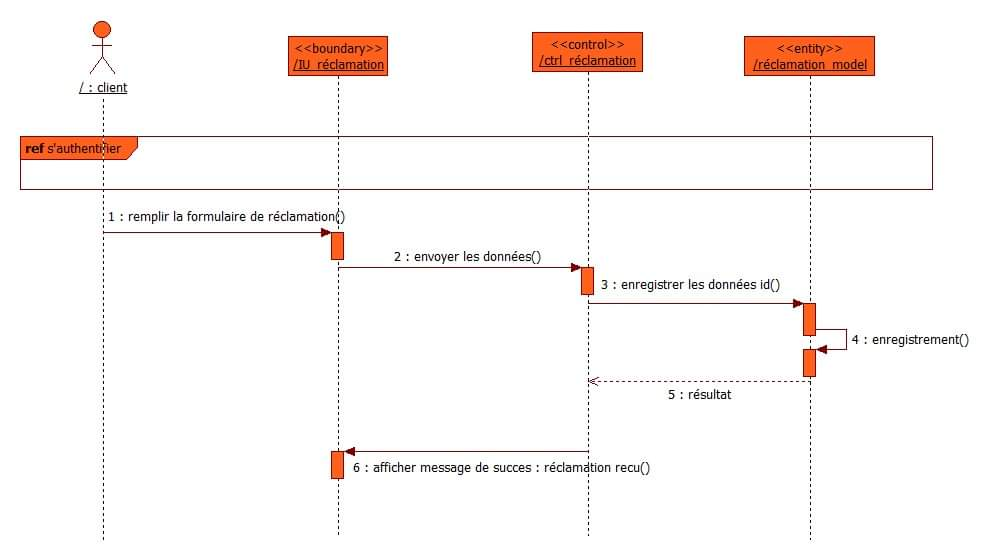 <<boundary>>
/IU_réclamation
<<control>>
/ctrl_réclamation
<<entity>>
/réclamation_model
/ : client
ref s'authentifier
1 : remplir la formulaire de réclamation()
2 : envoyer les données()
3 : enregistrer les données id()
4 : enregistrement()
5 : résultat
6 : afficher message de succes : réclamation recu()